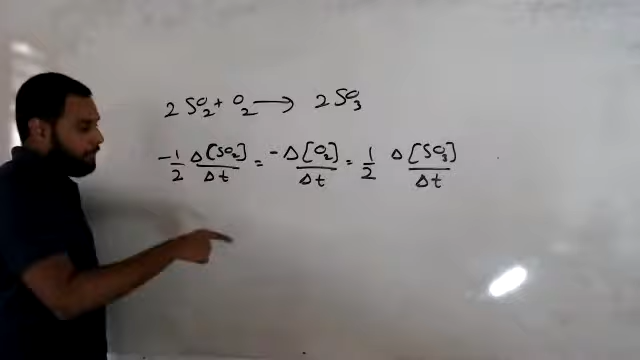 2 SO₂ + O₂ → 2 SO₃
-1/2 Δ[SO₂]/Δt = -Δ[O₂]/Δt = 1/2 Δ[SO₃]/Δt